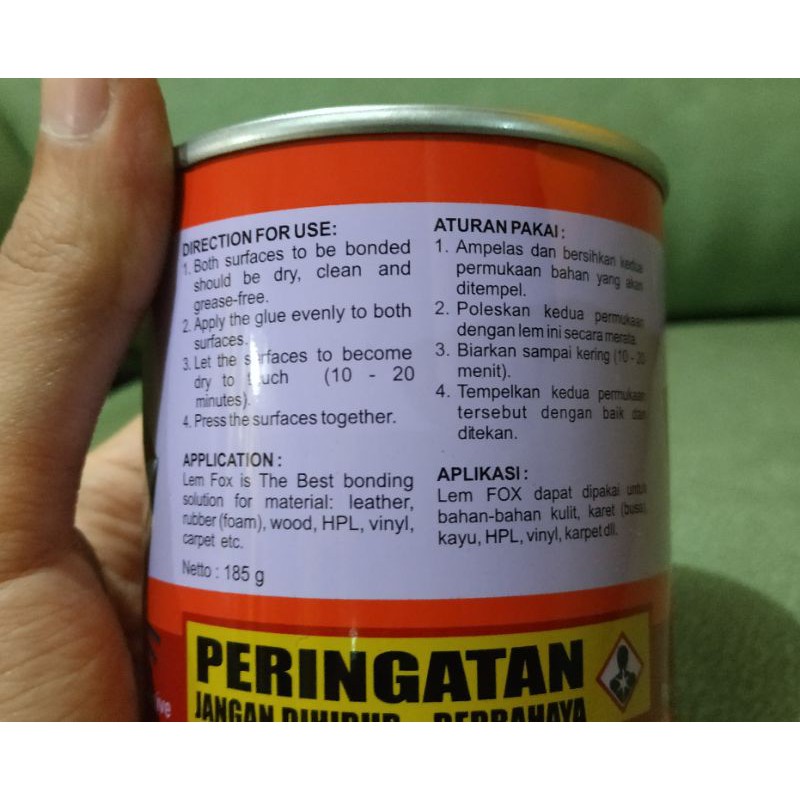 DIRECTION FOR USE:
1. Both surfaces to be bonded
should be dry, clean and
grease-free.
2. Apply the glue evenly to both
surfaces.
3. Let the surfaces to become
dry to touch (10 - 20
minutes).
4. Press the surfaces together.
APPLICATION :
Lem Fox is The Best bonding
solution for material: leather,
rubber (foam), wood, HPL, vinyl,
carpet etc.
Netto : 185 g
ATURAN PAKAI :
1. Ampelas dan bersihkan kedua
permukaan bahan yang akan
ditempel.
2. Poleskan kedua permukaan
dengan lem ini secara merata.
3. Biarkan sampai kering (10 - 20
menit).
4. Tempelkan kedua permukaan
tersebut dengan baik dan
ditekan.
APLIKASI :
Lem FOX dapat dipakai untuk
bahan-bahan kulit, karet (busa),
kayu, HPL, vinyl, karpet dll.
PERINGATAN
JANGAN DIHIRUP - BERBAHAYA